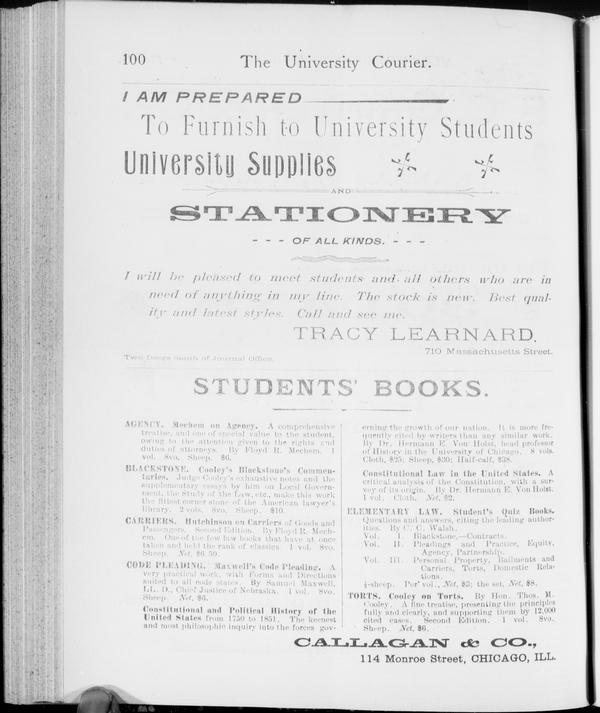 100
The University Courier.
I AM PREPARED
To Furnish to University Students
University Supplies
AND
STATIONERY
- - - OF ALL KINDS. - - -
I will be pleased to meet students and all others who are in
need of anything in my line. The stock is new. Best qual-
ity and latest styles. Call and see me.
TRACY LEARNARD,
710 Massachusetts Street.
Two Doors South of Journal Office.
STUDENTS' BOOKS.
AGENCY. Mechem on Agency. A comprehensive
treatise, and one of special value to the student,
owing to the attention given to the rights and
duties of attorneys. By Floyd R. Mechem. 1
vol. 8vo. Sheep. $6.
BLACKSTONE. Cooley's Blackstone's Commen-
taries. Judge Cooley's exhaustive notes and the
supplementary essays by him on Local Govern-
ment, the Study of the Law, etc., make this work
the fittest corner stone of the American lawyer's
library. 2 vols. 8vo. Sheep. $10.
CARRIERS. Hutchinson on Carriers of Goods and
Passengers. Second Edition. By Floyd R. Mech-
em. One of the few law books that have at once
taken and held the rank of classics. 1 vol. 8vo.
Sheep. Net, $6.50.
CODE PLEADING. Maxwell's Code Pleading. A
very practical work, with Forms and Directions
suited to all code states. By Samuel Maxwell,
LL. D., Chief Justice of Nebraska. 1 vol. 8vo.
Sheep. Net, $6.
Constitutional and Political History of the
United States from 1750 to 1851. The keenest
and most philosophic inquiry into the forces gov-
erning the growth of our nation. It is more fre-
quently cited by writers than any similar work.
By Dr. Hermann E. Von Holst, head professor
of History in the University of Chicago. 8 vols.
Cloth, $25; Sheep, $30; Half-calf, $38.
Constitutional Law in the United States. A
critical analysis of the Constitution, with a sur-
vey of its origin. By Dr. Hermann E. Von Holst.
1 vol. Cloth. Net, $2.
ELEMENTARY LAW. Student's Quiz Books.
Questions and answers, citing the leading author-
ities. By C. C. Walsh.
Vol. I. Blackstone,—Contracts.
Vol. II. Pleadings and Practice, Equity,
Agency, Partnership.
Vol. III. Personal Property, Bailments and
Carriers, Torts, Domestic Rela-
tions.
½-sheep. Per vol., Net, $3; the set, Net, $8.
TORTS. Cooley on Torts. By Hon. Thos. M.
Cooley. A fine treatise, presenting the principles
fully and clearly, and supporting them by 12,000
cited cases. Second Edition. 1 vol. 8vo.
Sheep. Net, $6.
CALLAGAN & CO.,
114 Monroe Street, CHICAGO, ILL.